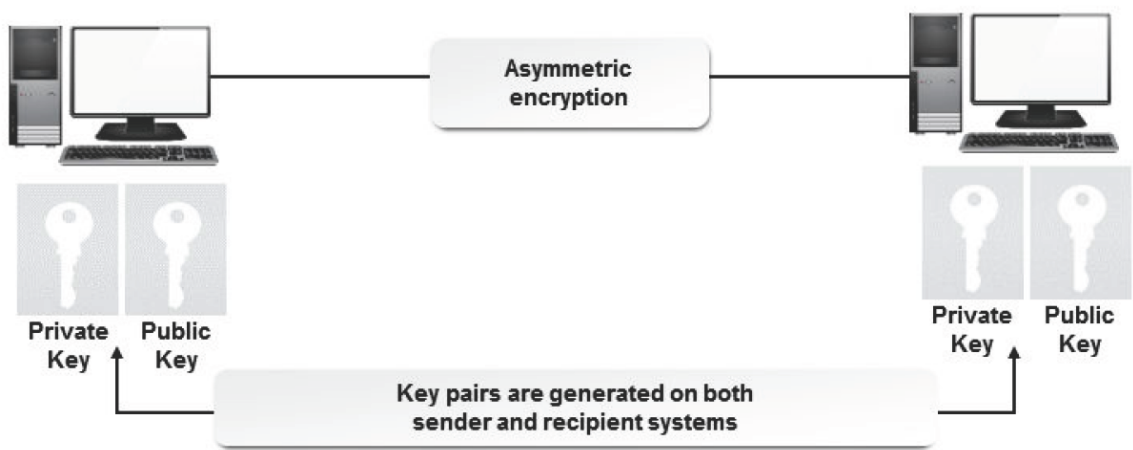 Asymmetric
encryption
Private
Key
Public
Key
Private
Key
Public
Key
Key pairs are generated on both
sender and recipient systems